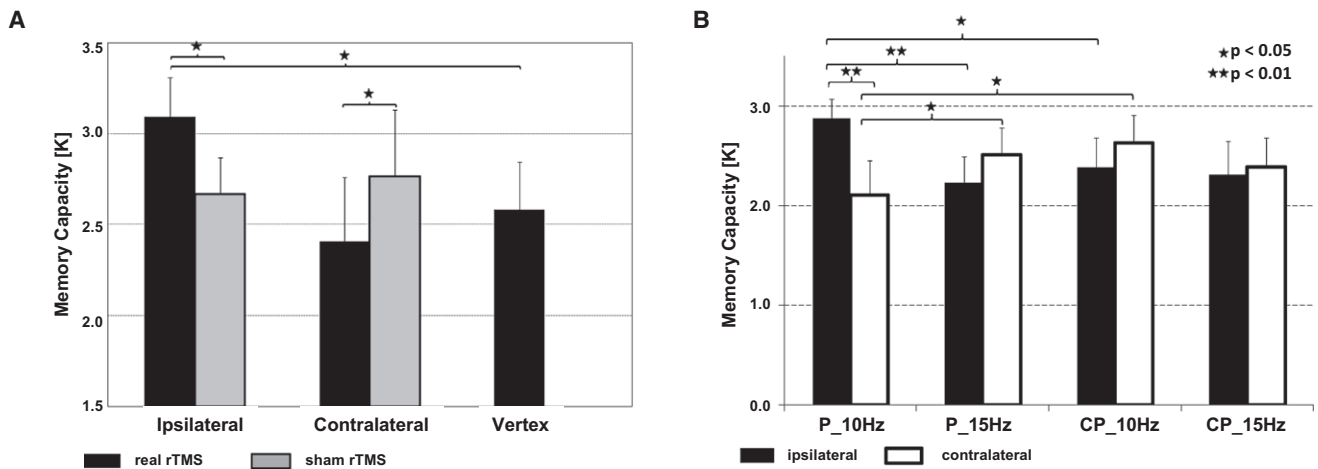 A
3.5
3.0
2.5
2.0
1.5
Memory Capacity [K]
★
★
★
Ipsilateral
Contralateral
Vertex
real rTMS
sham rTMS
B
★
★★
★★
★
★
★p < 0.05
★★p < 0.01
3.0
2.0
1.0
0.0
Memory Capacity [K]
P_10Hz
P_15Hz
CP_10Hz
CP_15Hz
ipsilateral
contralateral